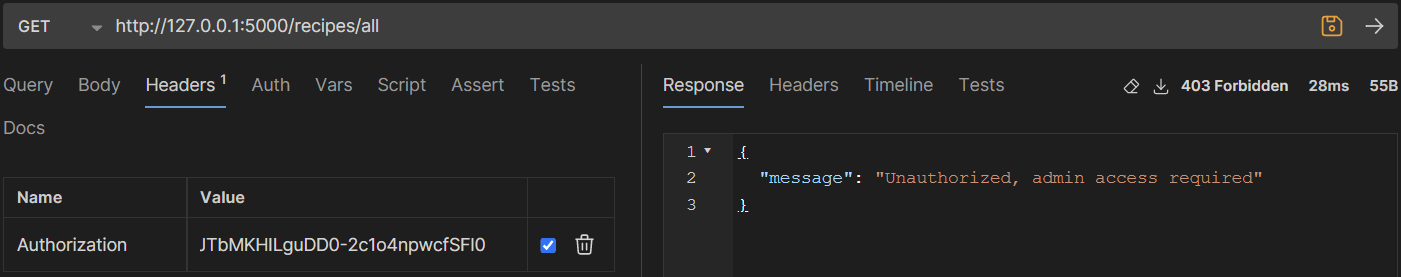 GET http://127.0.0.1:5000/recipes/all
Query Body Headers 1 Auth Vars Script Assert Tests
Docs
Name Value
Authorization JTbMKHILguDD0-2c1o4npwcfSFI0
Response Headers Timeline Tests 403 Forbidden 28ms 55B
1 {
2 "message": "Unauthorized, admin access required"
3 }